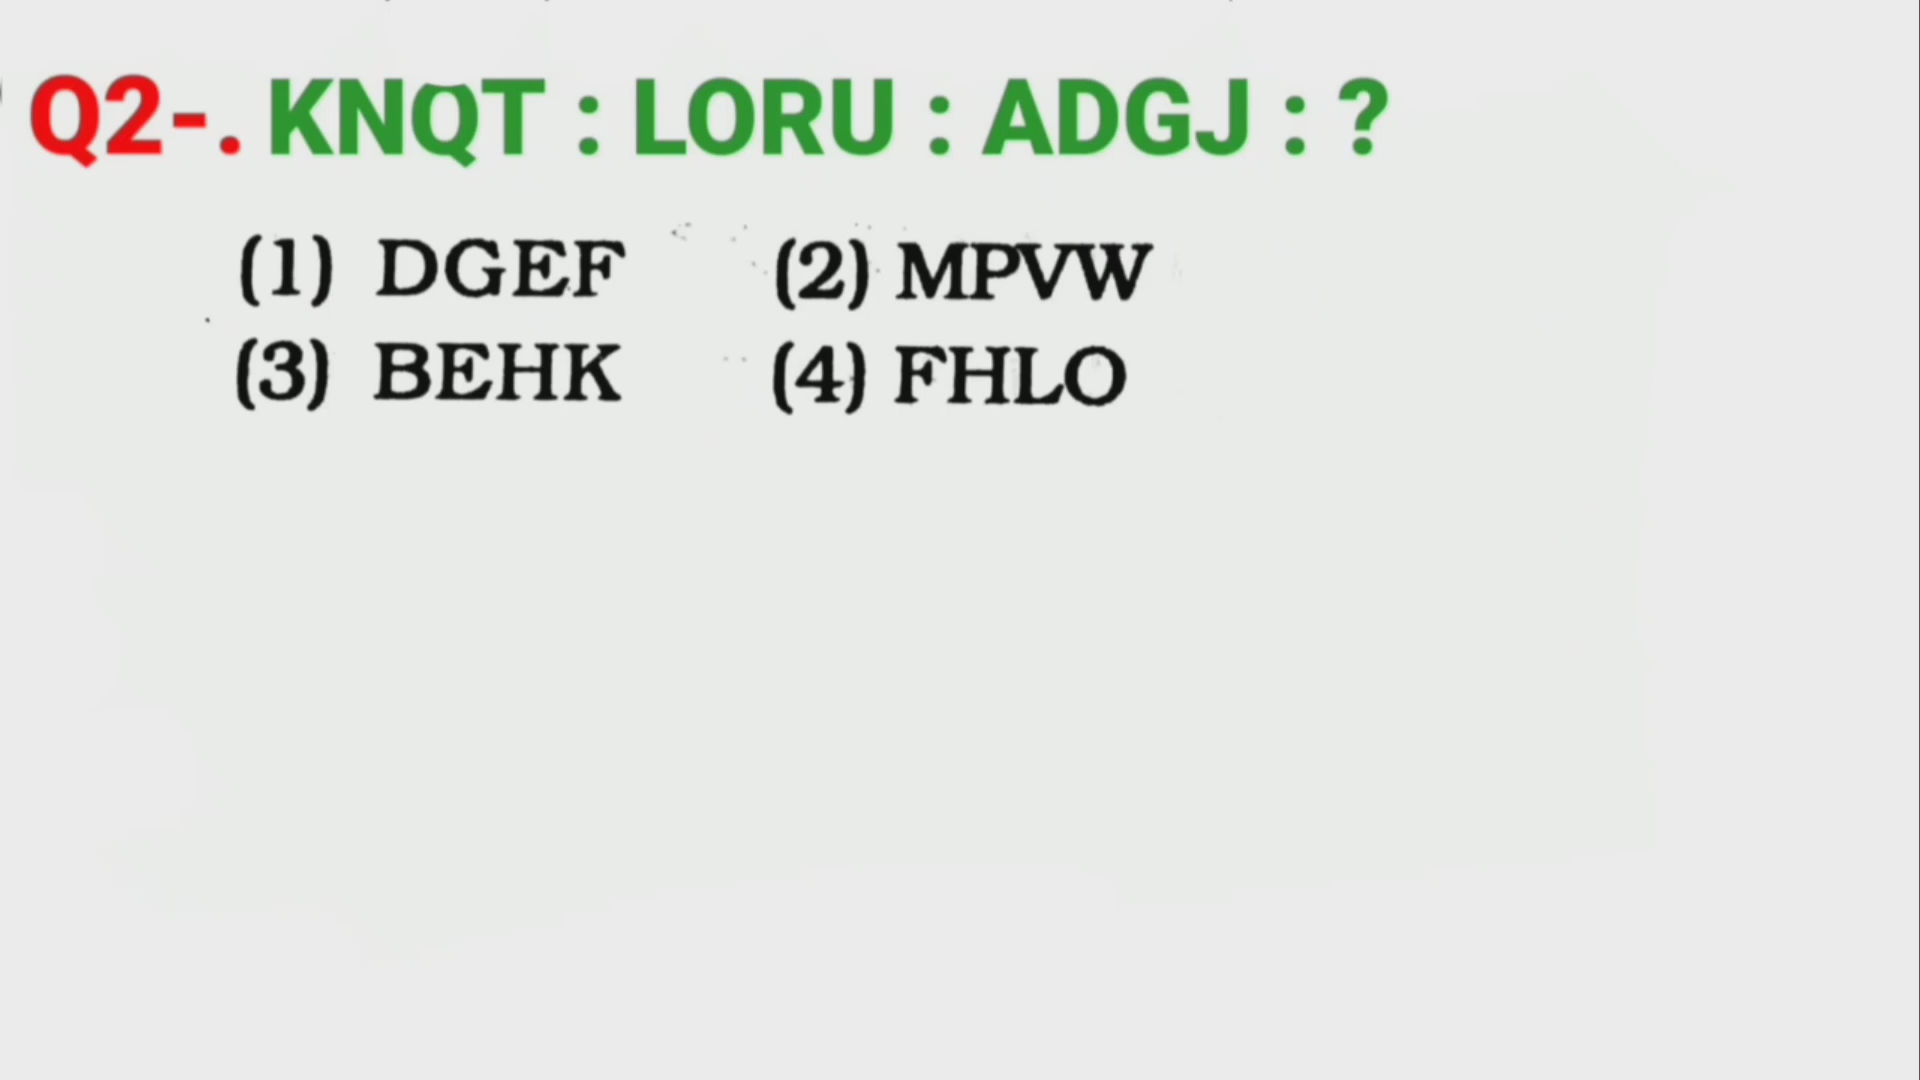 Q2-. KNQT : LORU : ADGJ : ?
(1) DGEF (2) MPVW
(3) BEHK (4) FHLO